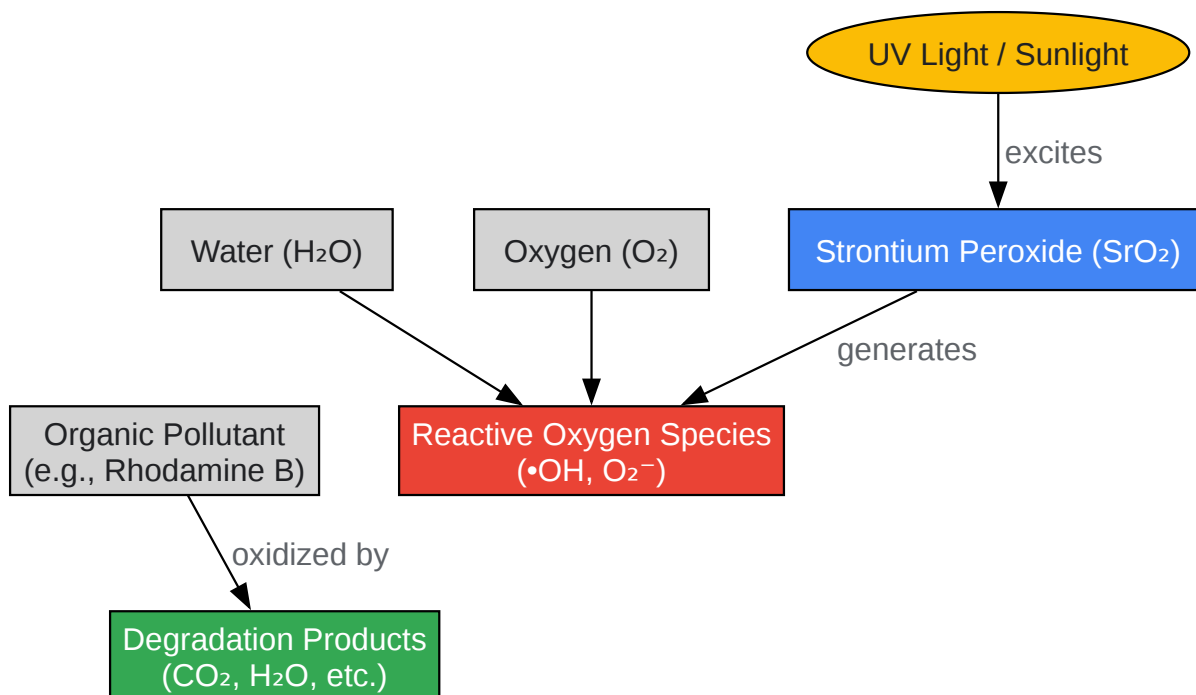 UV Light / Sunlight
excites
Water (H₂O)
Oxygen (O₂)
Strontium Peroxide (SrO₂)
generates
Organic Pollutant
(e.g., Rhodamine B)
Reactive Oxygen Species
(•OH, O₂⁻)
oxidized by
Degradation Products
(CO₂, H₂O, etc.)